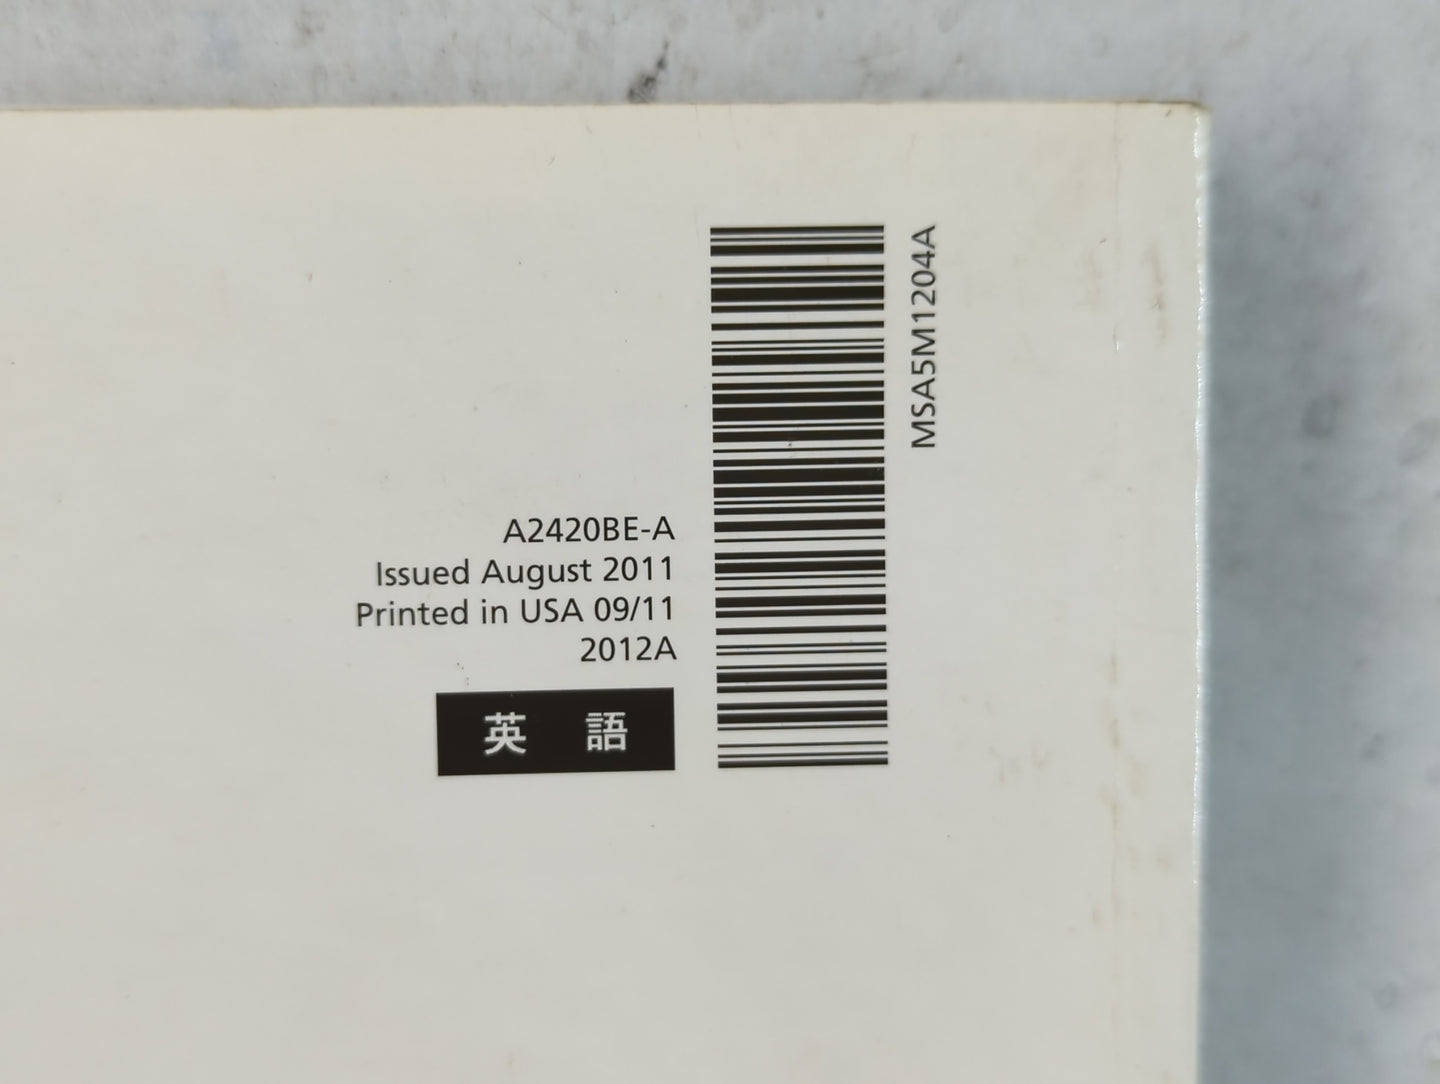 A2420BE-A
Issued August 2011
Printed in USA 09/11
2012A
英 語
MSA5M1204A